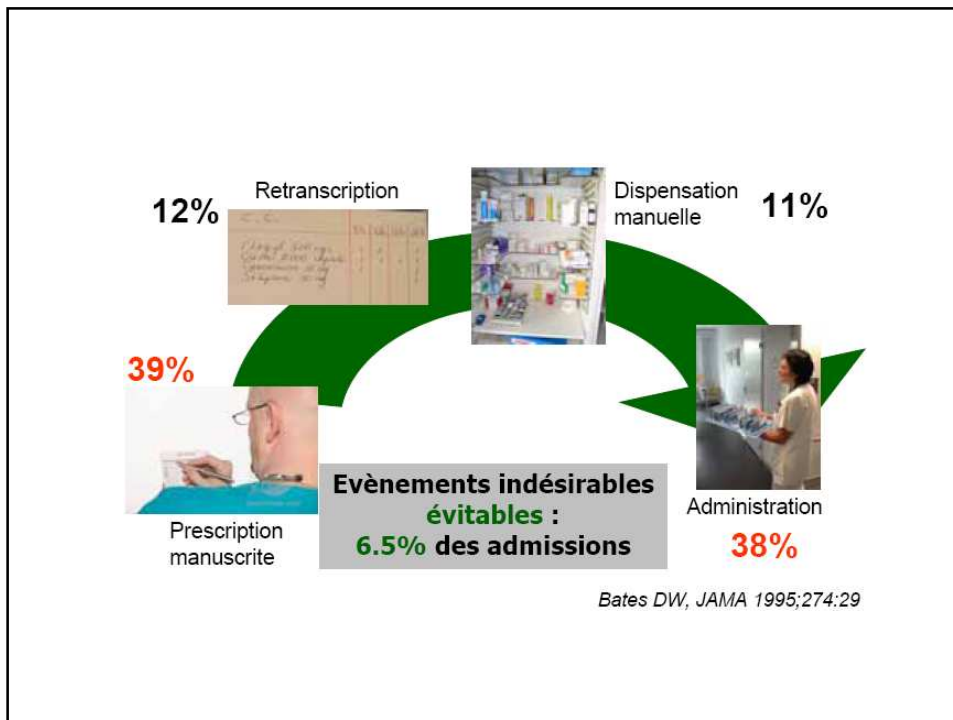 Retranscription
12%
Dispensation
manuelle
11%
39%
Prescription
manuscrite
Evènements indésirables
évitables :
6.5% des admissions
Administration
38%
Bates DW, JAMA 1995;274:29